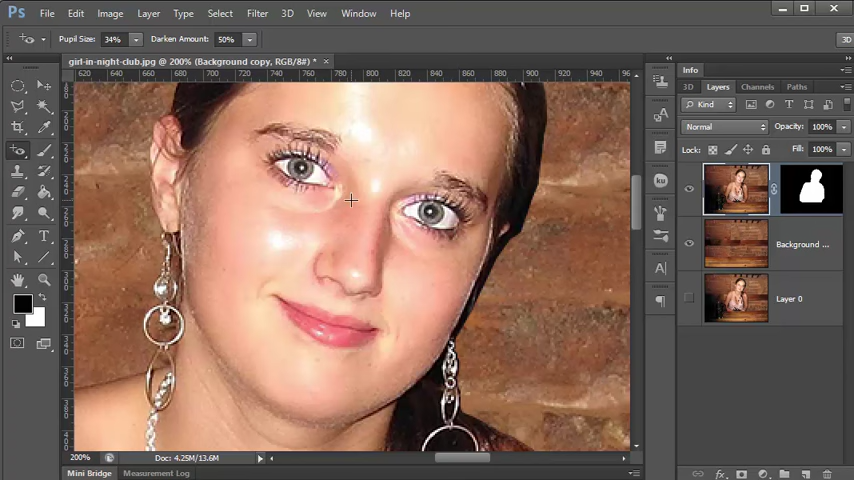 Ps File Edit Image Layer Type Select Filter 3D View Window Help
Pupil Size: 34% Darken Amount: 50% 3D
girl-in-night-club.jpg @ 200% (Background copy, RGB/8#) * ×
Info
620 640 660 680 700 720 740 760 780 800 820 840 860 880 900 920 940 96
3D Layers Channels Paths
Kind
Normal Opacity: 100%
Lock: Fill: 100%
Background ...
Layer 0
ku
A
T
200% Doc: 4.25M/13.6M
Mini Bridge Measurement Log
fx